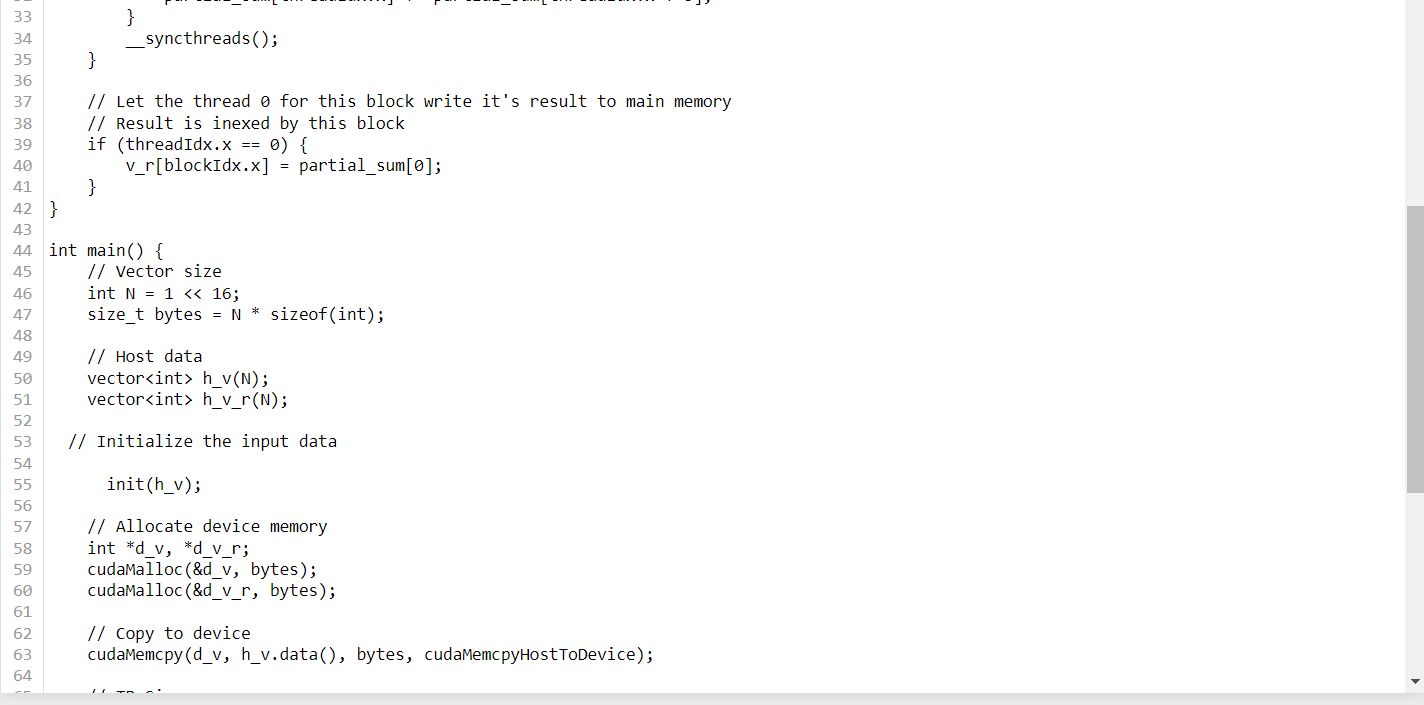 33 }
34 __syncthreads();
35 }
36
37 // Let the thread 0 for this block write it's result to main memory
38 // Result is inexed by this block
39 if (threadIdx.x == 0) {
40 v_r[blockIdx.x] = partial_sum[0];
41 }
42 }
43
44 int main() {
45 // Vector size
46 int N = 1 << 16;
47 size_t bytes = N * sizeof(int);
48
49 // Host data
50 vector<int> h_v(N);
51 vector<int> h_v_r(N);
52
53 // Initialize the input data
54
55 init(h_v);
56
57 // Allocate device memory
58 int *d_v, *d_v_r;
59 cudaMalloc(&d_v, bytes);
60 cudaMalloc(&d_v_r, bytes);
61
62 // Copy to device
63 cudaMemcpy(d_v, h_v.data(), bytes, cudaMemcpyHostToDevice);
64